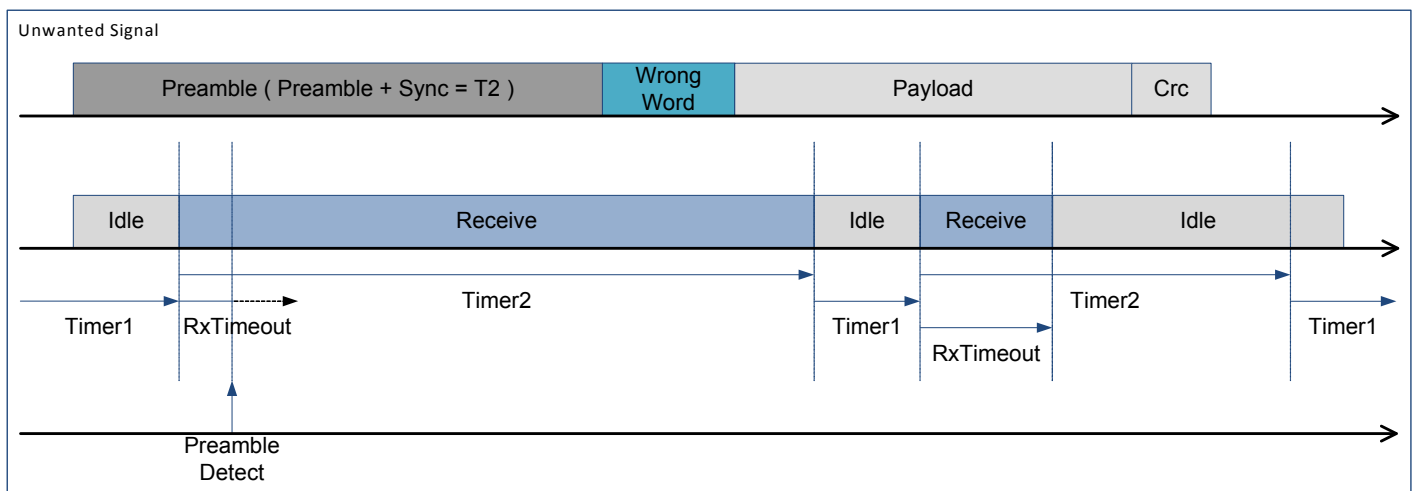 Unwanted Signal
Preamble ( Preamble + Sync = T2 )
Wrong
Word
Payload
Crc
Idle
Receive
Idle
Receive
Idle
Timer2
Timer2
Timer1
RxTimeout
Timer1
Timer1
RxTimeout
Preamble
Detect